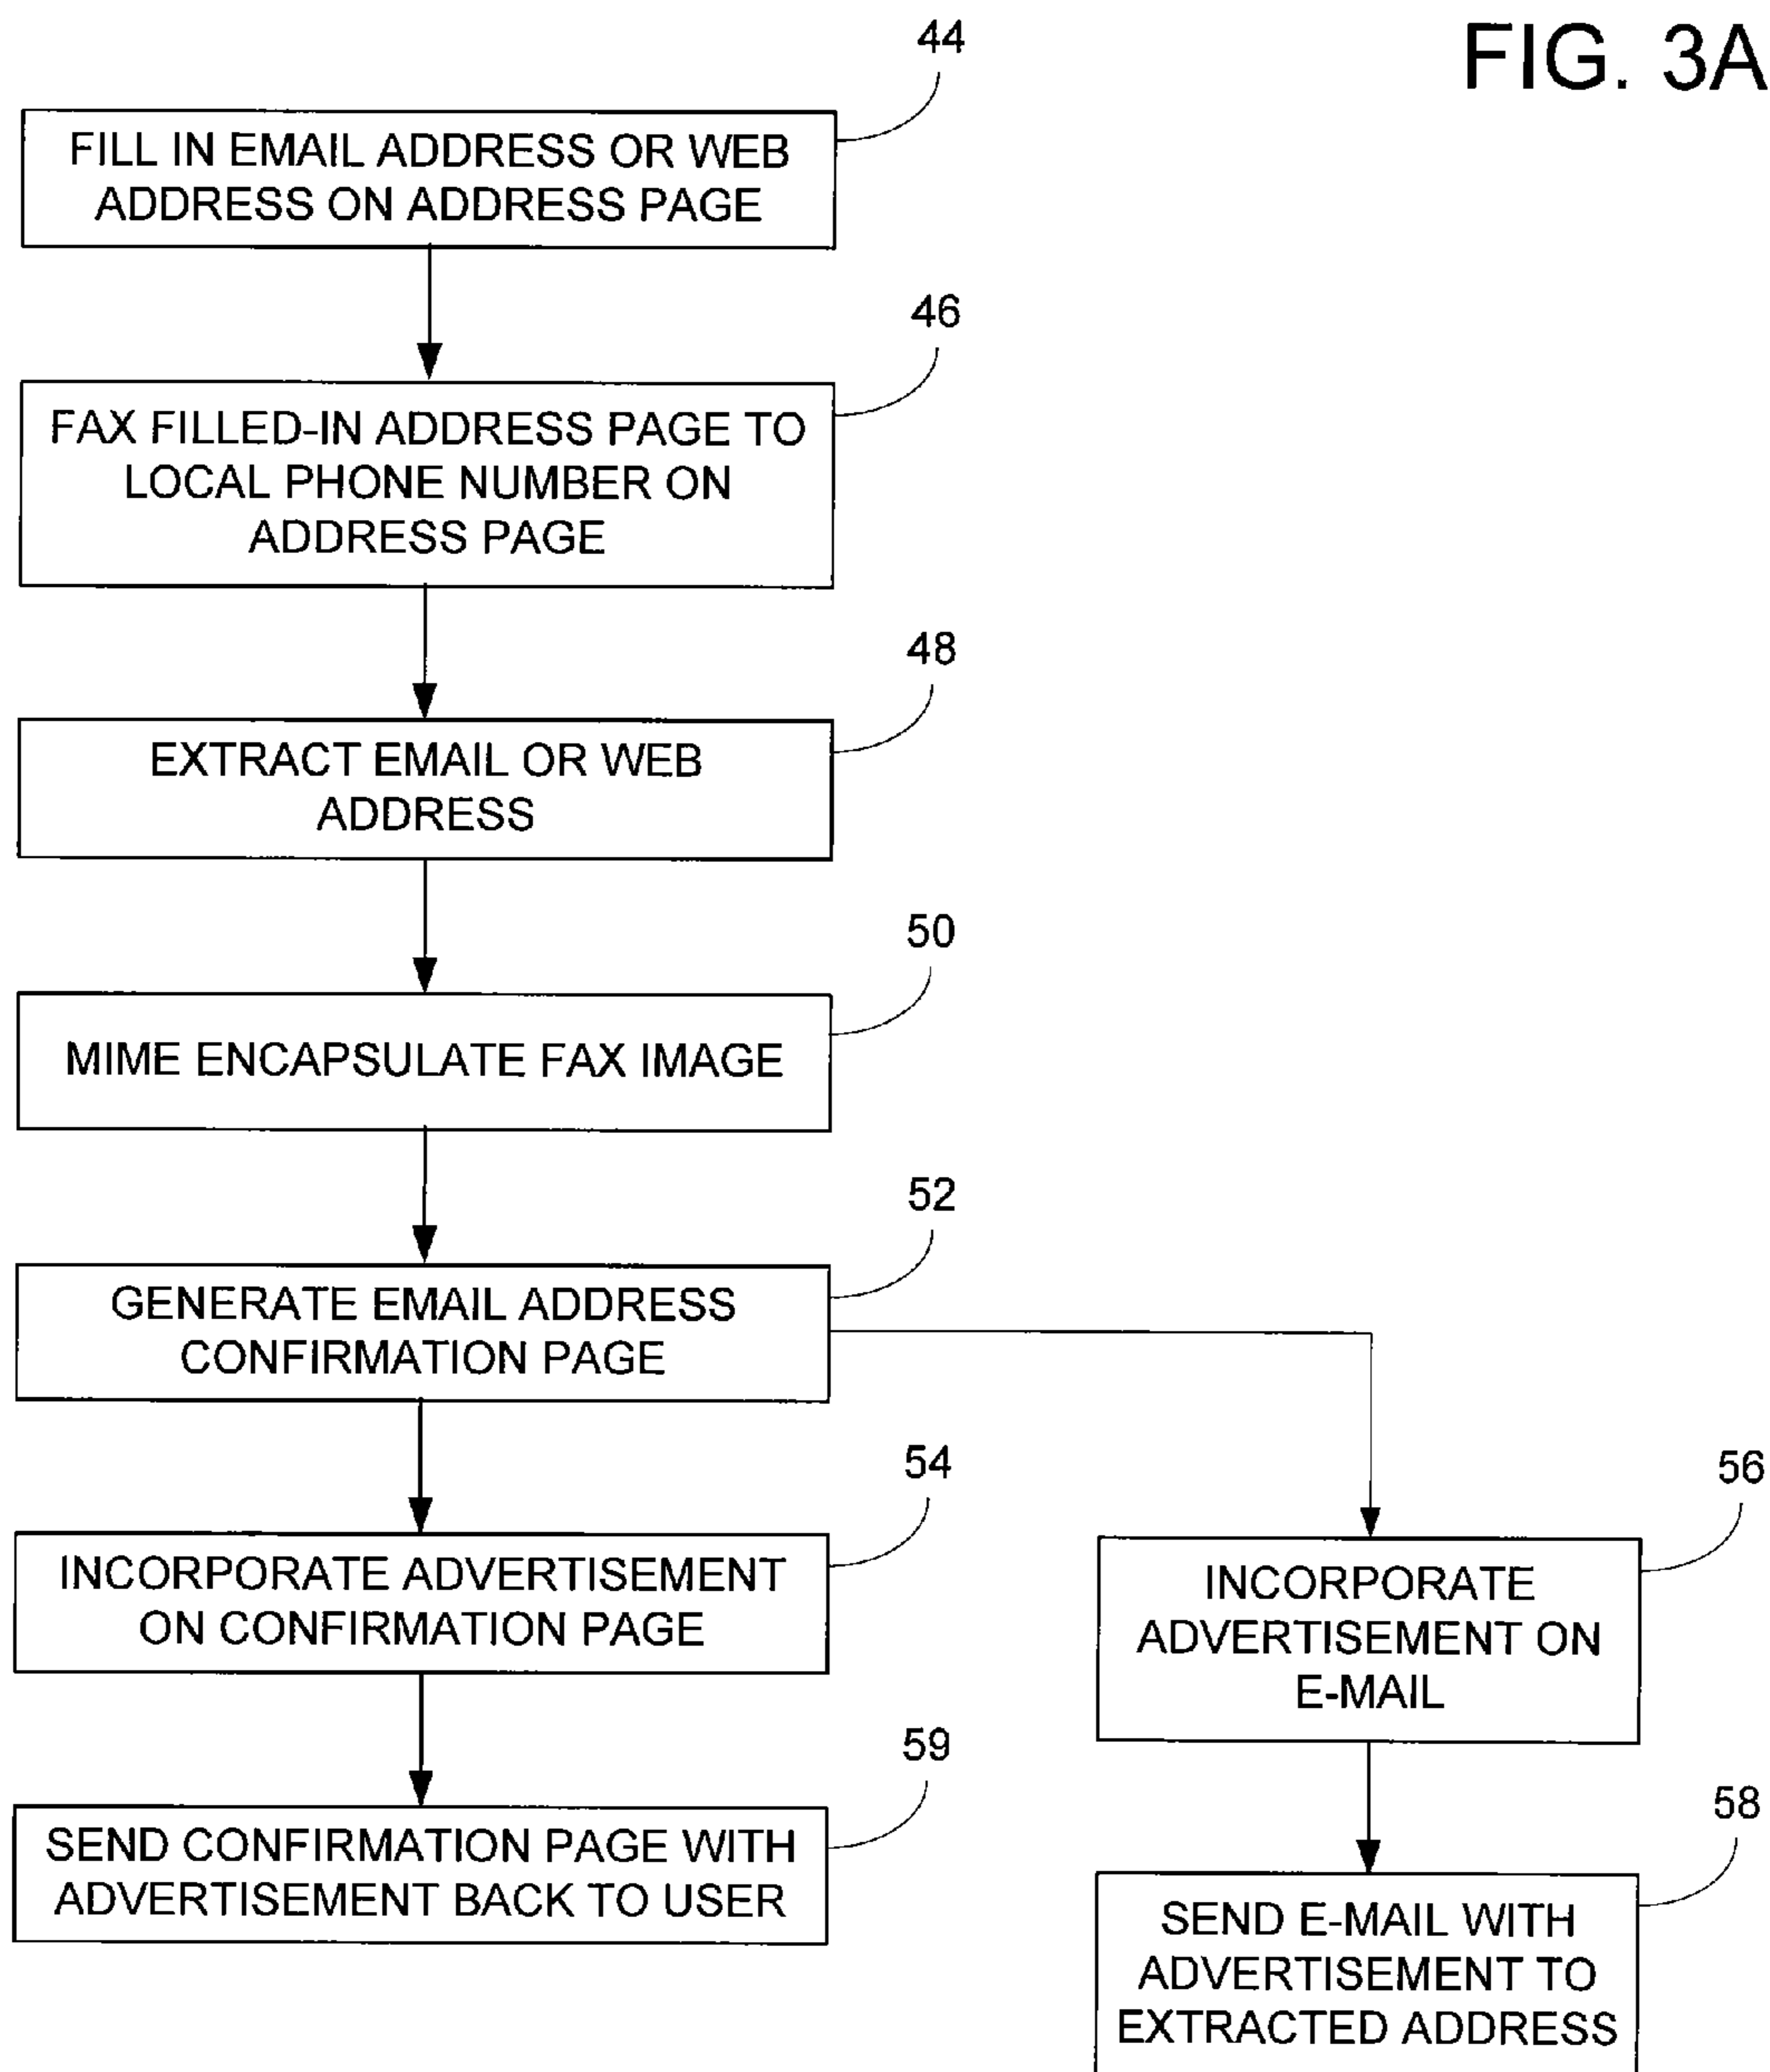 FIG. 3A
44
FILL IN EMAIL ADDRESS OR WEB
ADDRESS ON ADDRESS PAGE
46
FAX FILLED-IN ADDRESS PAGE TO
LOCAL PHONE NUMBER ON
ADDRESS PAGE
48
EXTRACT EMAIL OR WEB
ADDRESS
50
MIME ENCAPSULATE FAX IMAGE
52
GENERATE EMAIL ADDRESS
CONFIRMATION PAGE
54
INCORPORATE ADVERTISEMENT
ON CONFIRMATION PAGE
59
SEND CONFIRMATION PAGE WITH
ADVERTISEMENT BACK TO USER
56
INCORPORATE
ADVERTISEMENT ON
E-MAIL
58
SEND E-MAIL WITH
ADVERTISEMENT TO
EXTRACTED ADDRESS